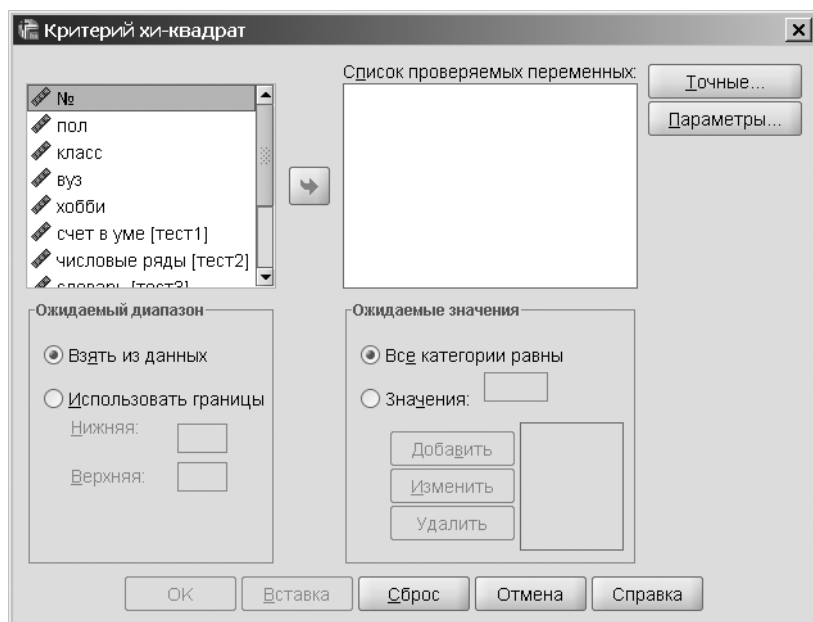 Критерий хи-квадрат
Список проверяемых переменных:
№
пол
класс
вуз
хобби
счет в уме [тест1]
числовые ряды [тест2]
словарь [тест3]
Точные...
Параметры...
Ожидаемый диапазон
Взять из данных
Использовать границы
Нижняя:
Верхняя:
Ожидаемые значения
Все категории равны
Значения:
Добавить
Изменить
Удалить
OK
Вставка
Сброс
Отмена
Справка